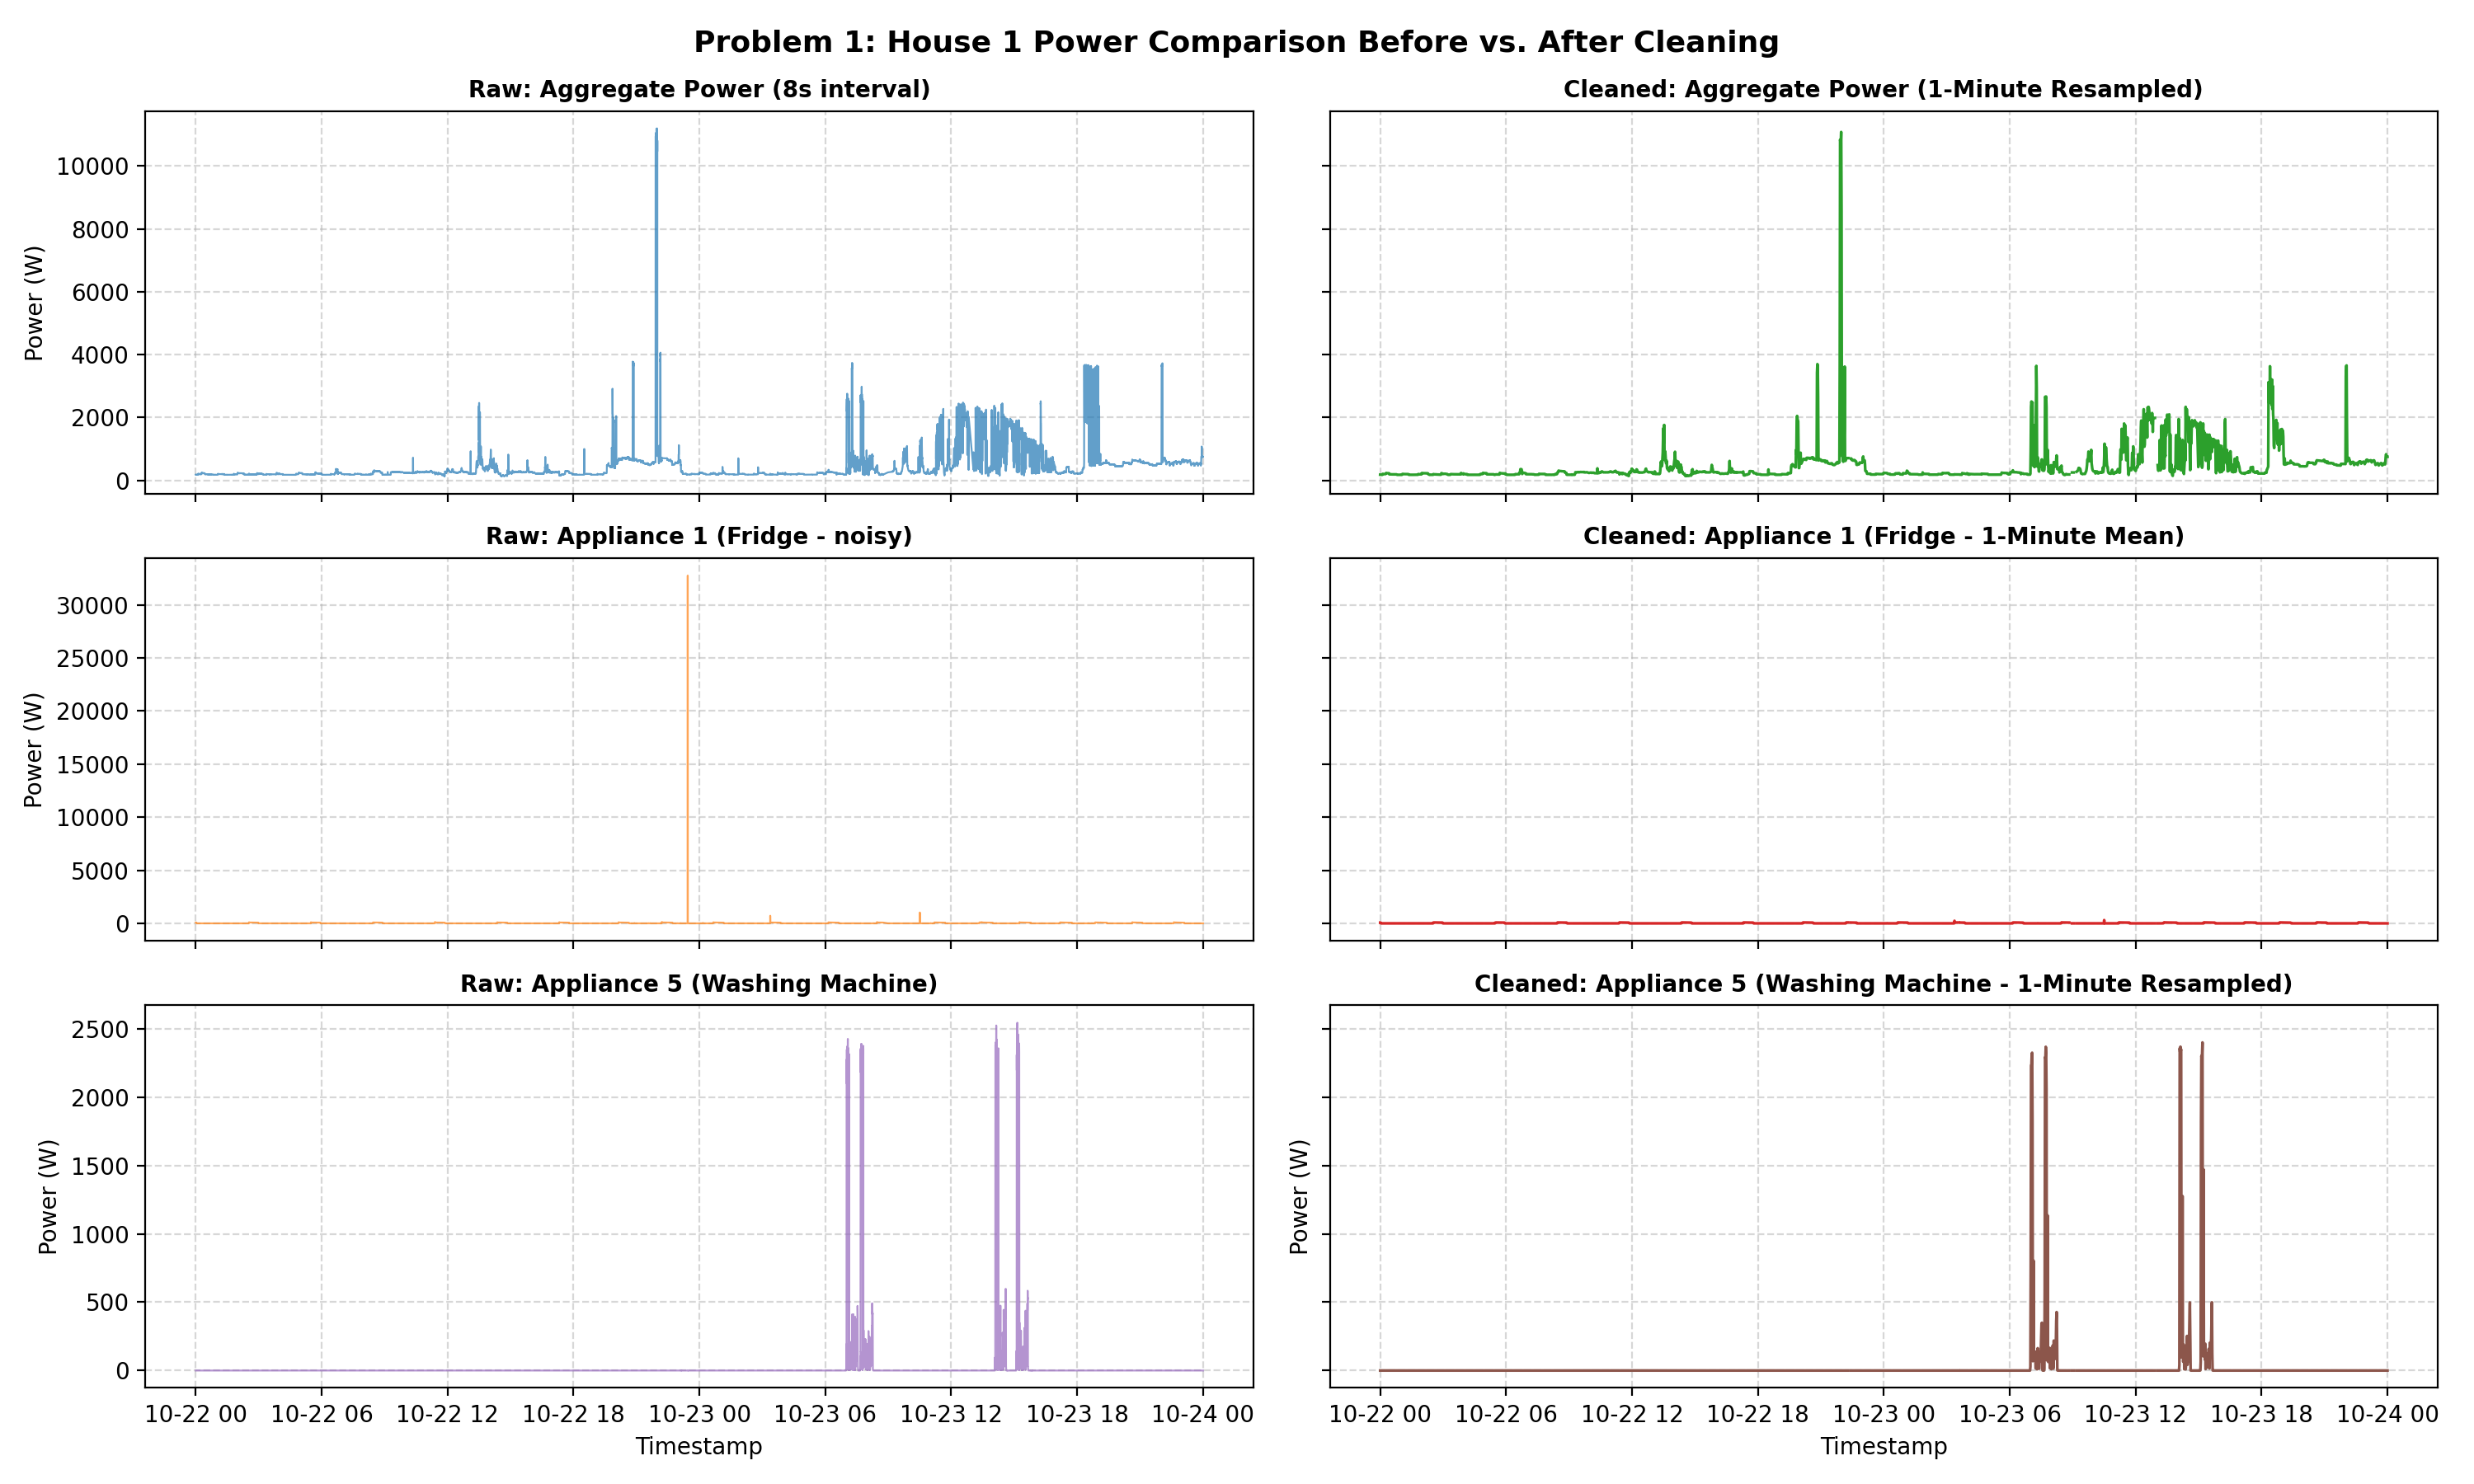 Problem 1: House 1 Power Comparison Before vs. After Cleaning
Raw: Aggregate Power (8s interval)
Power (W)
10000
8000
6000
4000
2000
0
Cleaned: Aggregate Power (1-Minute Resampled)
Raw: Appliance 1 (Fridge - noisy)
Power (W)
30000
25000
20000
15000
10000
5000
0
Cleaned: Appliance 1 (Fridge - 1-Minute Mean)
Raw: Appliance 5 (Washing Machine)
Power (W)
2500
2000
1500
1000
500
0
10-22 00 10-22 06 10-22 12 10-22 18 10-23 00 10-23 06 10-23 12 10-23 18 10-24 00
Timestamp
Cleaned: Appliance 5 (Washing Machine - 1-Minute Resampled)
Power (W)
10-22 00 10-22 06 10-22 12 10-22 18 10-23 00 10-23 06 10-23 12 10-23 18 10-24 00
Timestamp